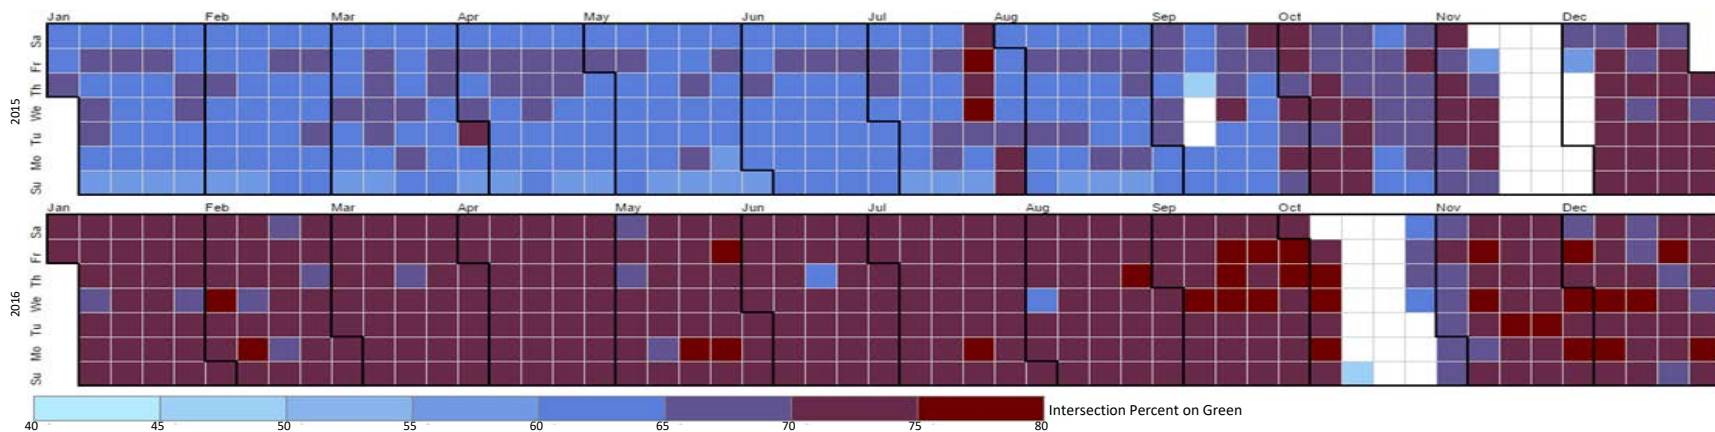 Jan Feb Mar Apr May Jun Jul Aug Sep Oct Nov Dec
2015
Sa
Fr
Th
We
Tu
Mo
Su
Jan Feb Mar Apr May Jun Jul Aug Sep Oct Nov Dec
2016
Sa
Fr
Th
We
Tu
Mo
Su
Intersection Percent on Green
40 45 50 55 60 65 70 75 80